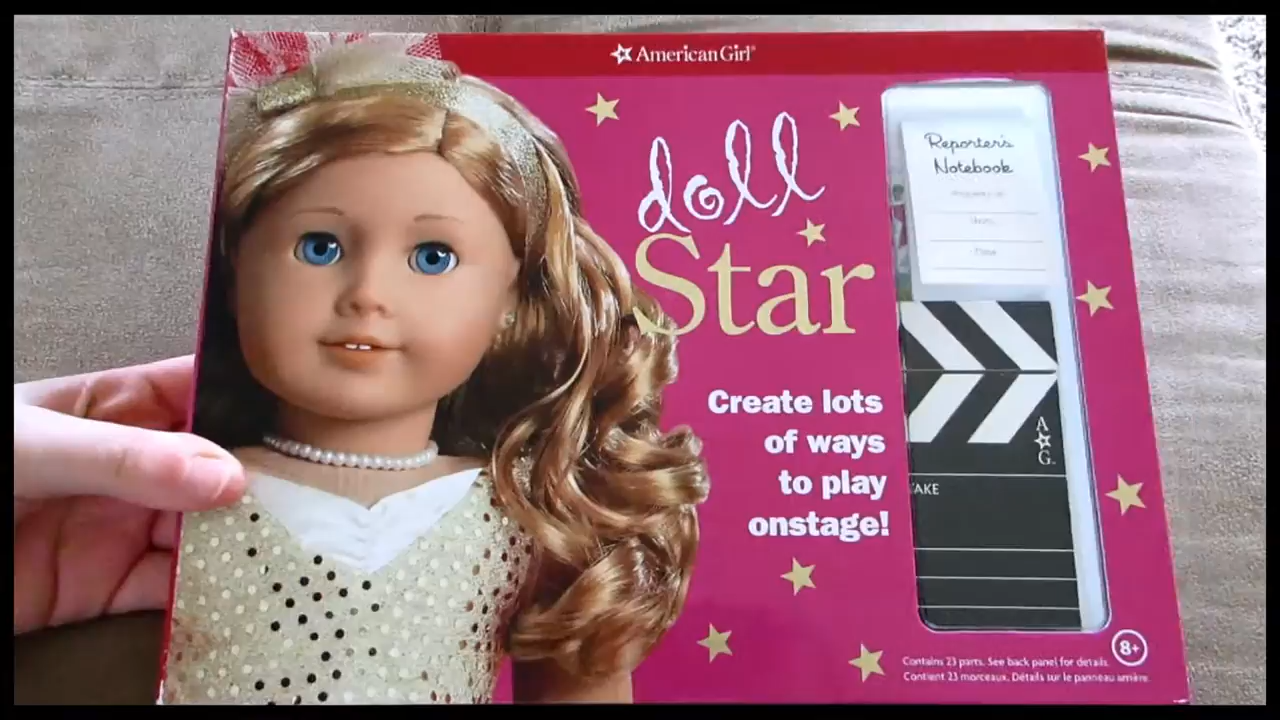 American Girl®
doll
Star
Create lots
of ways
to play
onstage!
Reporter's
Notebook
A
G
TAKE
Contains 23 parts. See back panel for details.
Contient 23 morceaux. Détails sur le panneau arrière.
8+